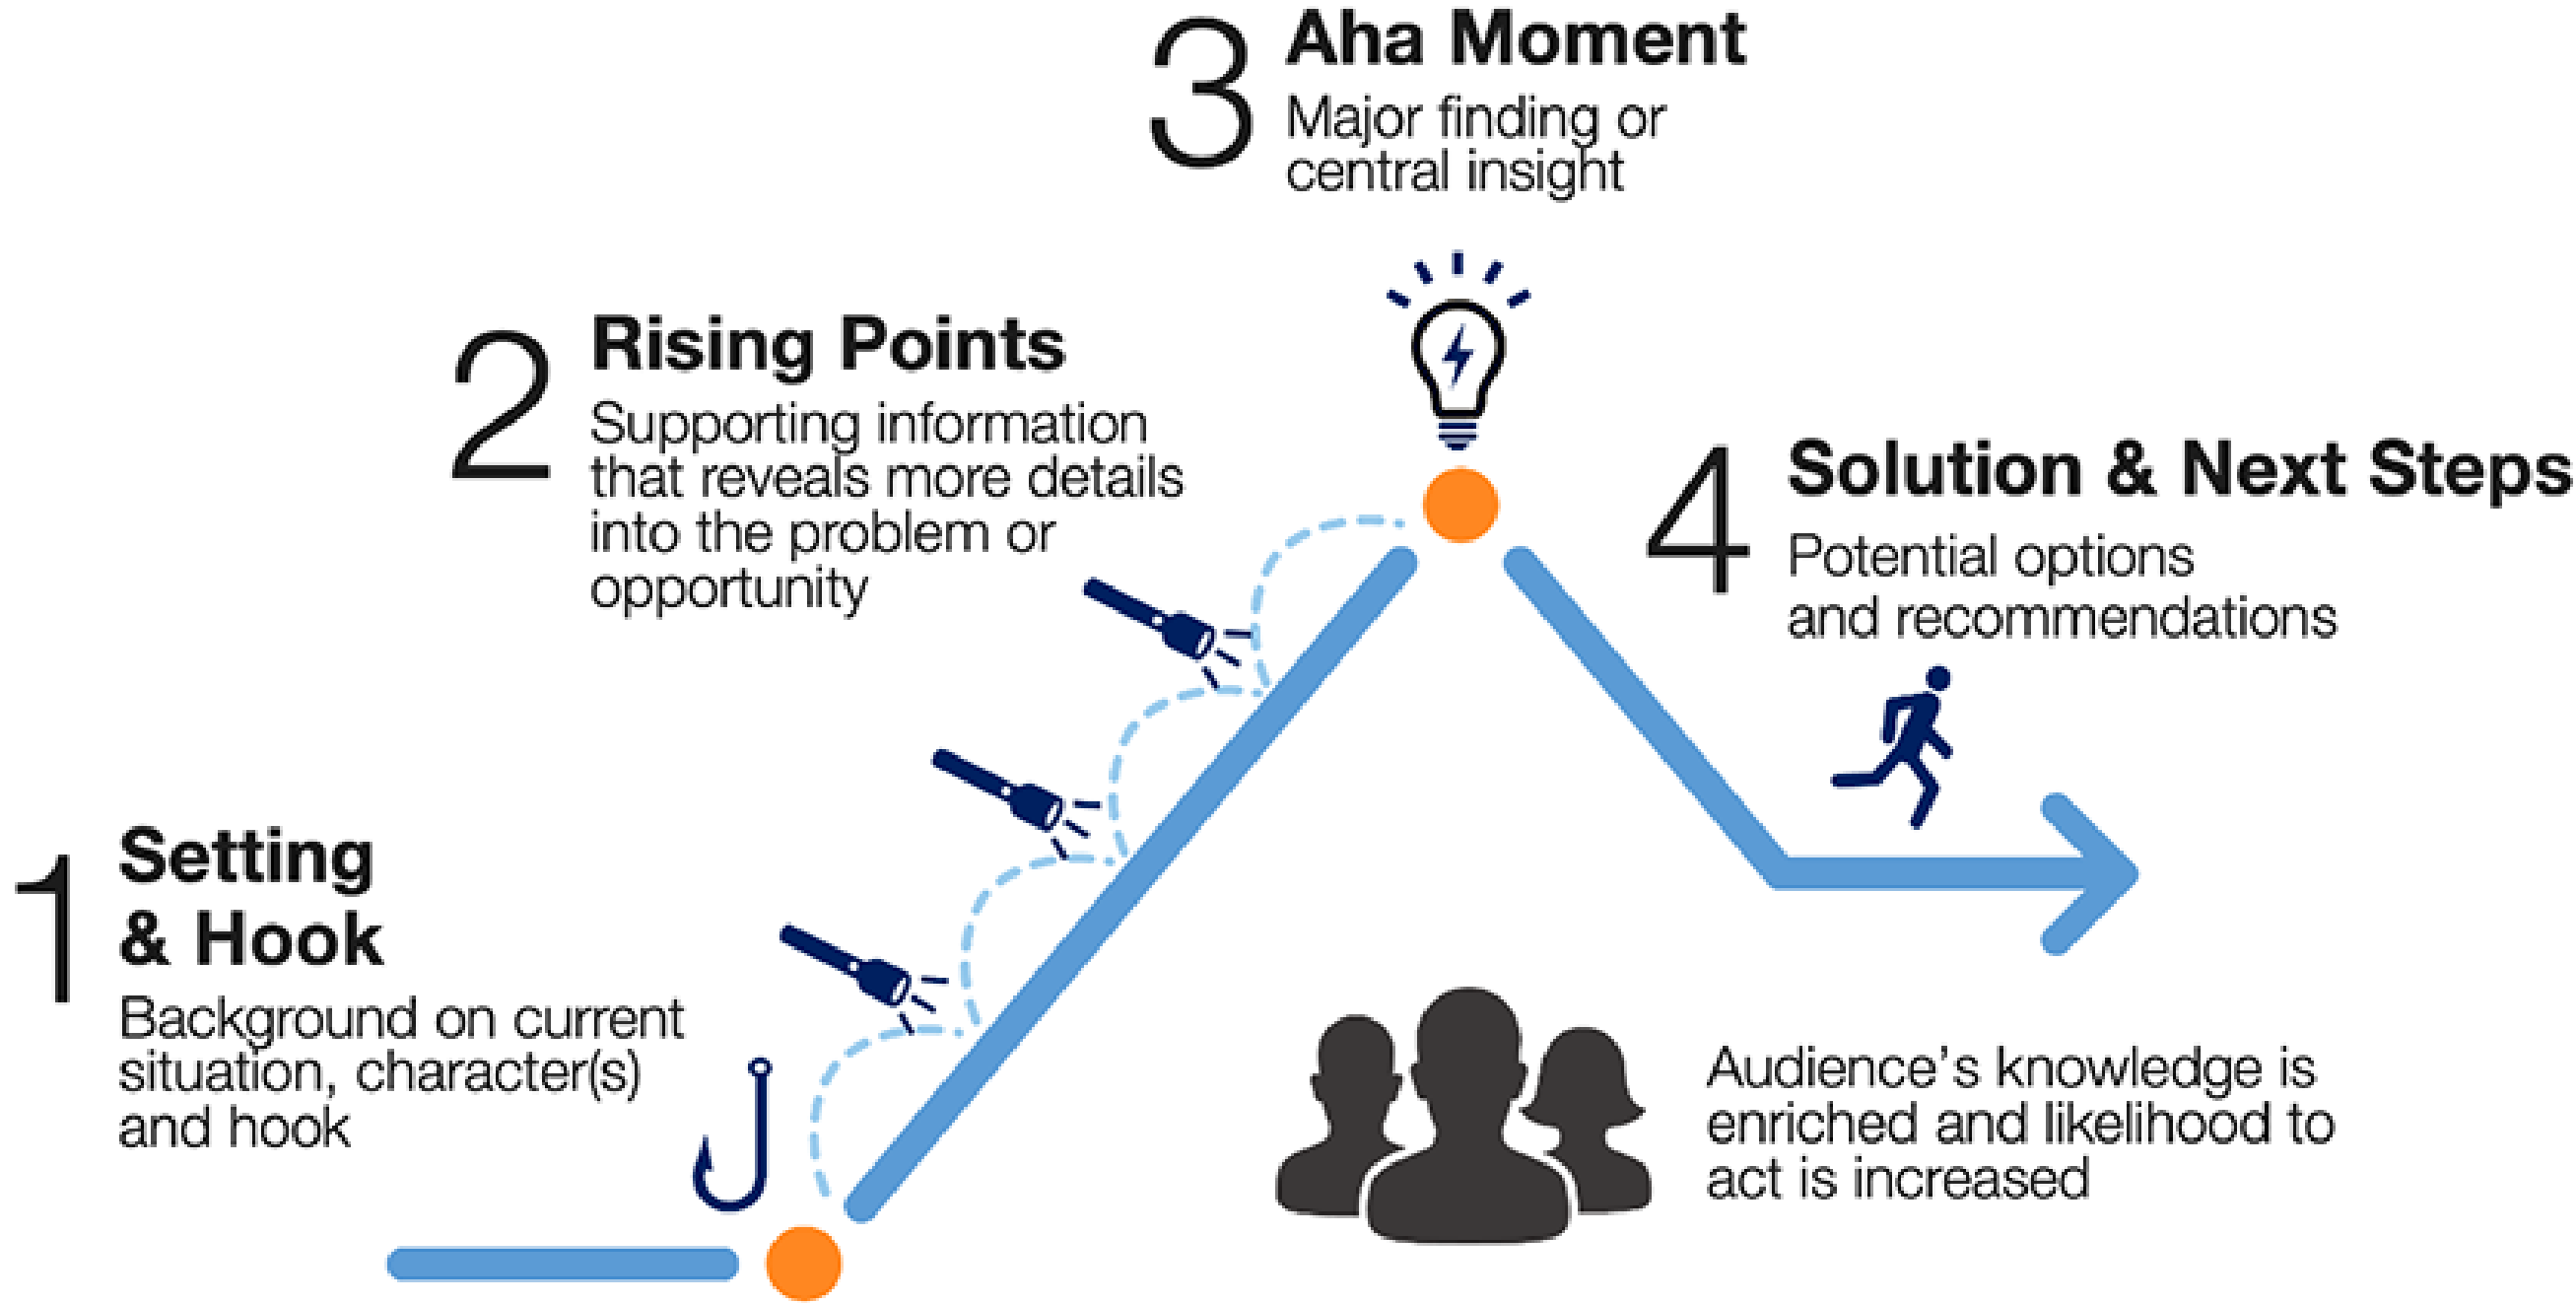 1
Setting
& Hook
Background on current
situation, character(s)
and hook
2
Rising Points
Supporting information
that reveals more details
into the problem or
opportunity
3
Aha Moment
Major finding or
central insight
4
Solution & Next Steps
Potential options
and recommendations
Audience's knowledge is
enriched and likelihood to
act is increased